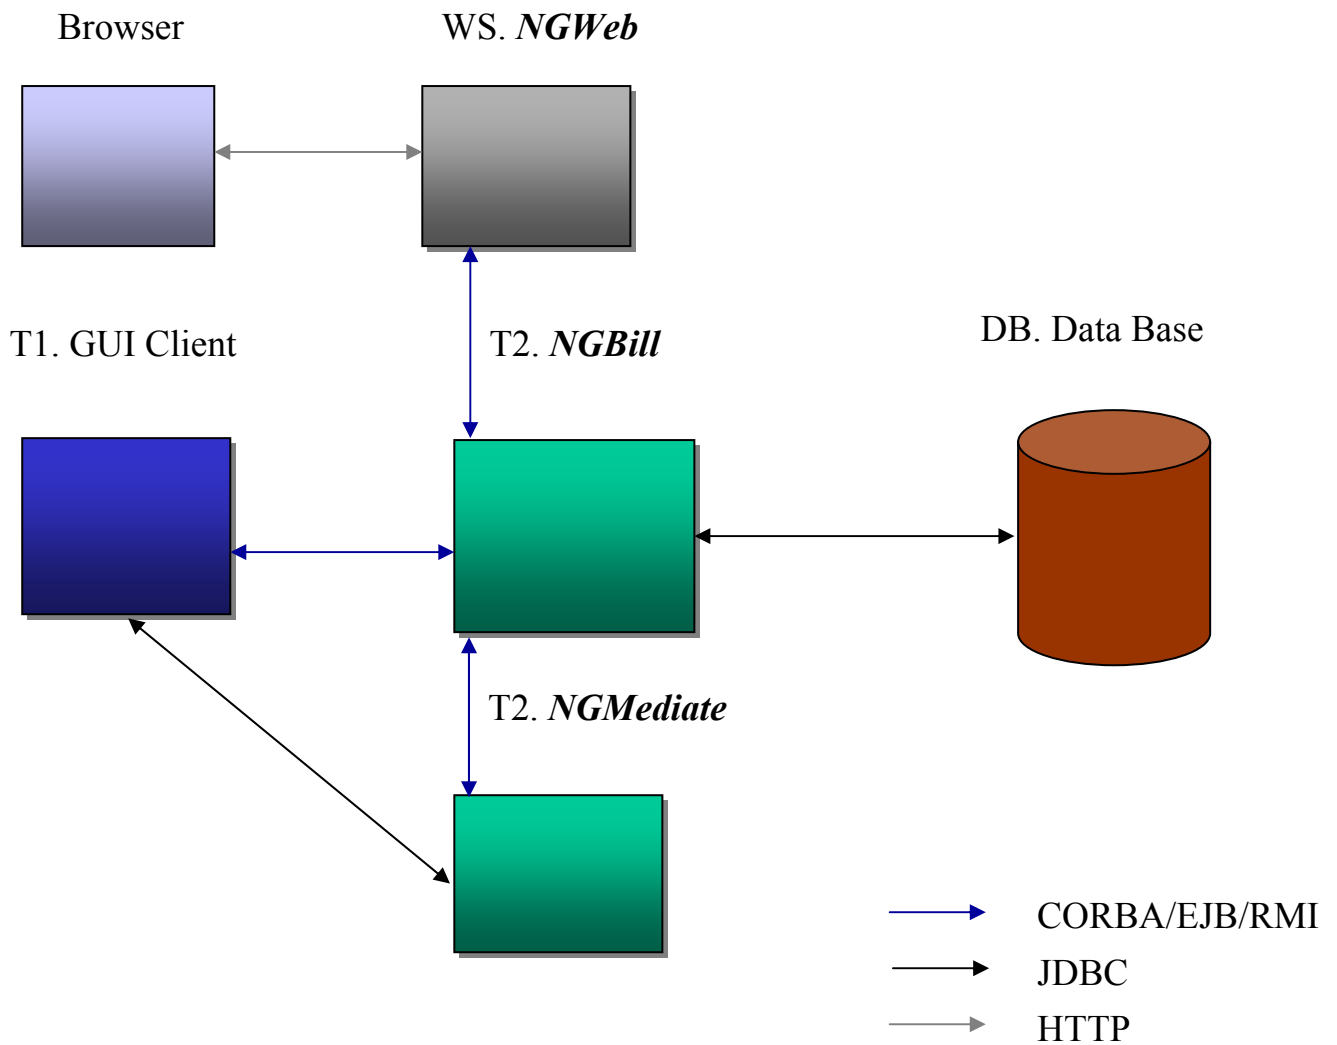 Browser
WS. NGWeb
T1. GUI Client
T2. NGBill
DB. Data Base
T2. NGMediate
CORBA/EJB/RMI
JDBC
HTTP